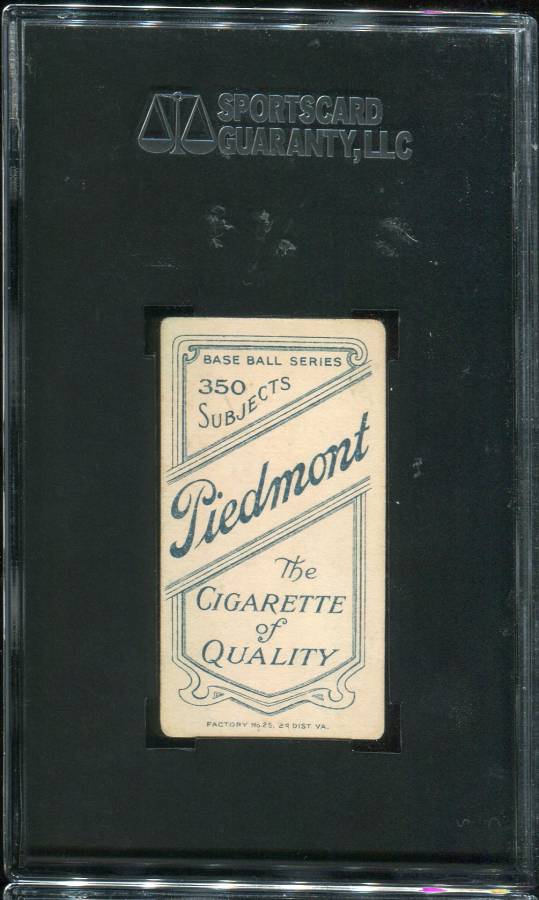 SPORTSCARD
GUARANTY, LLC
BASE BALL SERIES
350
SUBJECTS
Piedmont
The
CIGARETTE
of
QUALITY
FACTORY No 25, 2D DIST. VA.